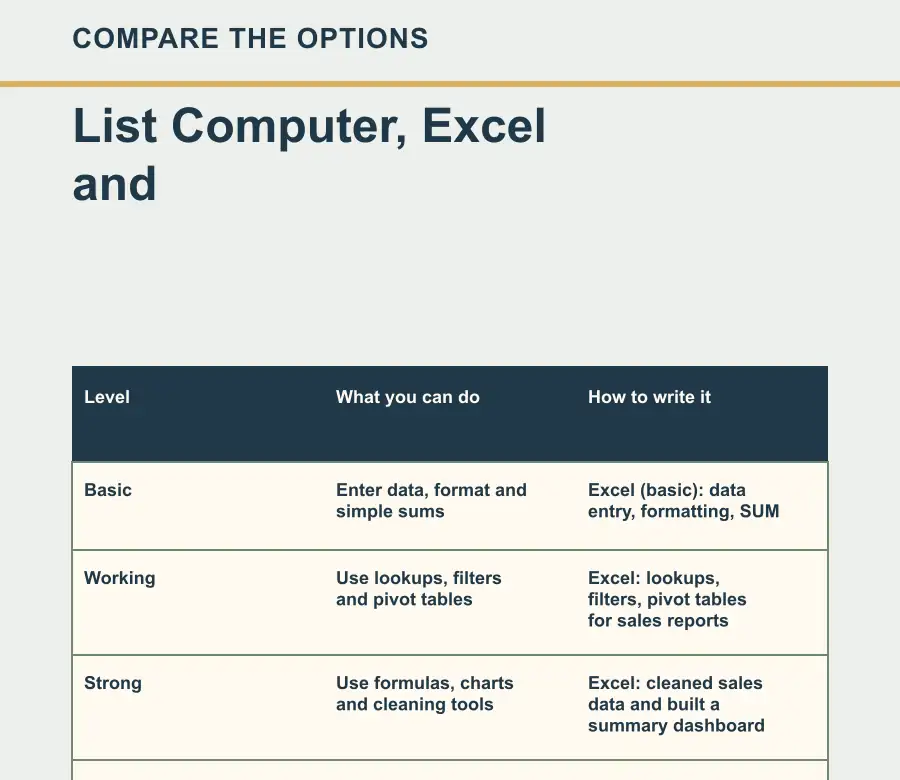 COMPARE THE OPTIONS
List Computer, Excel
and
Level
What you can do
How to write it
Basic
Enter data, format and
simple sums
Excel (basic): data
entry, formatting, SUM
Working
Use lookups, filters
and pivot tables
Excel: lookups,
filters, pivot tables
for sales reports
Strong
Use formulas, charts
and cleaning tools
Excel: cleaned sales
data and built a
summary dashboard